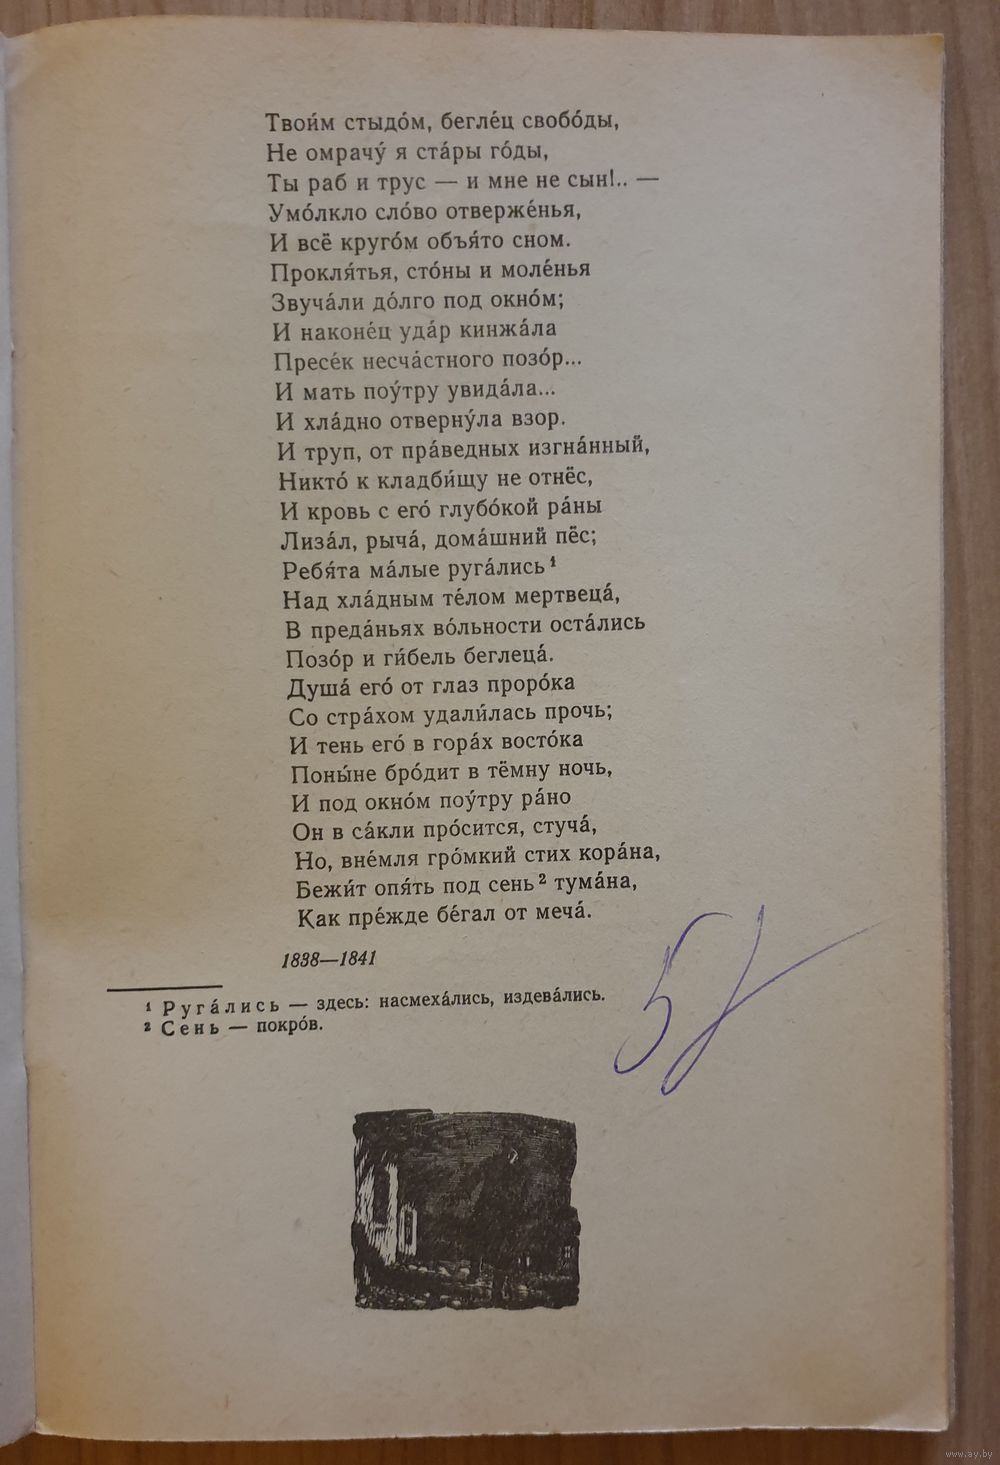 Твои́м стыдо́м, бегле́ц свобо́ды,
Не омрачу́ я ста́ры го́ды,
Ты раб и трус — и мне не сын!.. —
Умо́лкло сло́во отверже́нья,
И всё круго́м объя́то сном.
Прокля́тья, сто́ны и моле́нья
Звуча́ли до́лго под окно́м;
И наконе́ц уда́р кинжа́ла
Пресе́к несча́стного позо́р...
И мать поу́тру увида́ла...
И хла́дно отверну́ла взор.
И труп, от пра́ведных изгна́нный,
Никто́ к кладби́щу не отнёс,
И кровь с его́ глубо́кой ра́ны
Лиза́л, рыча́, дома́шний пёс;
Ребя́та ма́лые руга́лись¹
Над хла́дным те́лом мертвеца́,
В преда́ньях во́льности оста́лись
Позо́р и ги́бель беглеца́.
Душа́ его́ от глаз проро́ка
Со стра́хом удали́лась прочь;
И тень его́ в гора́х восто́ка
Поны́не бро́дит в тёмну ночь,
И под окно́м поу́тру ра́но
Он в са́кли про́сится, стуча́,
Но, вне́мля гро́мкий стих кора́на,
Бежи́т опя́ть под сень² тума́на,
Как пре́жде бе́гал от меча́.
1838—1841
¹ Руга́лись — здесь: насмеха́лись, издева́лись.
² Сень — покро́в.
www.ay.by